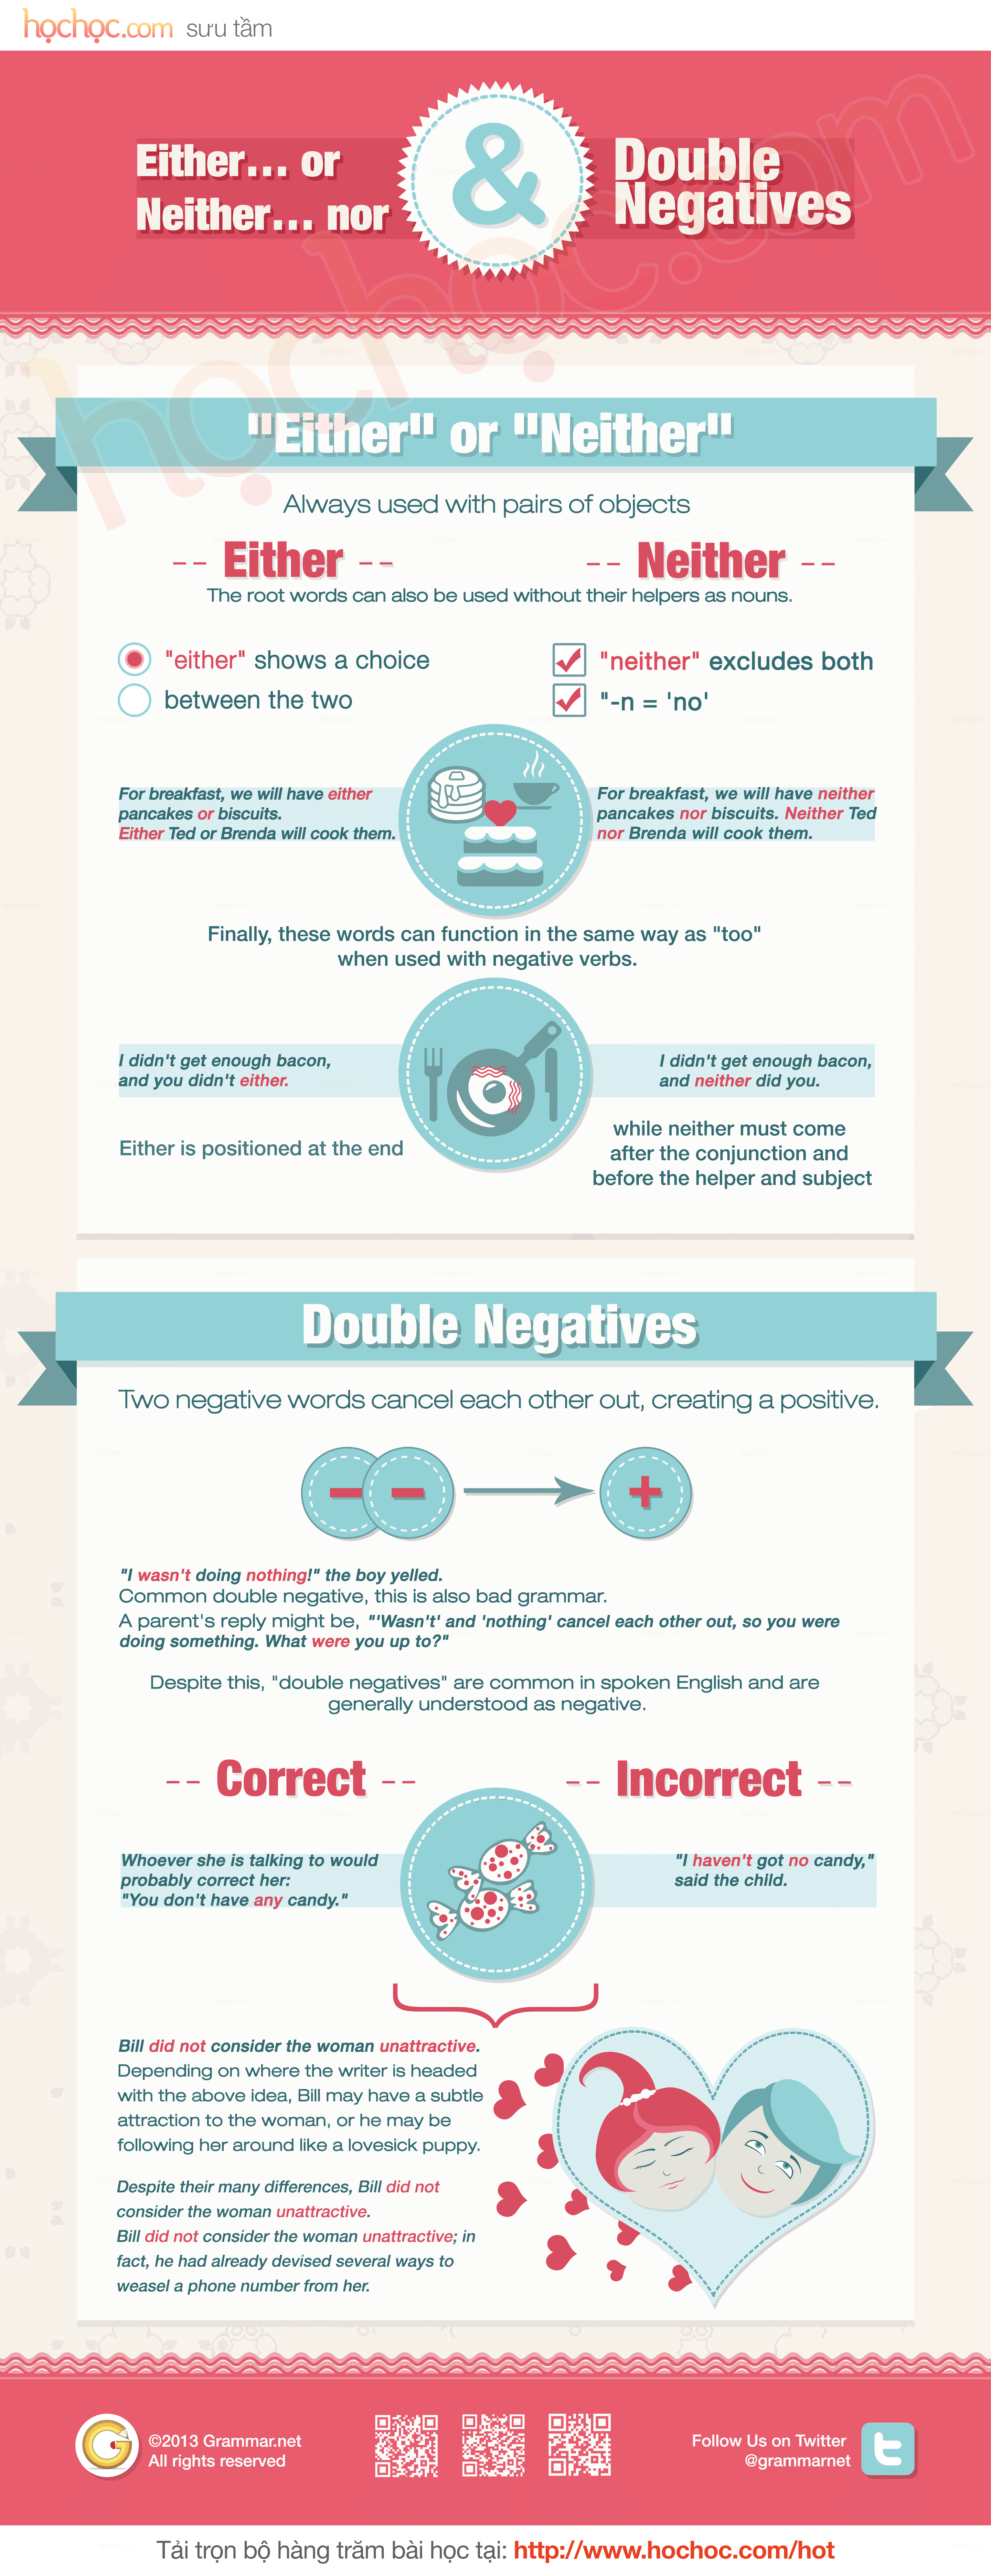 họchọc.com sưu tầm
Either... or
Neither... nor
&
Double
Negatives
họchọc.com
"Either" or "Neither"
Always used with pairs of objects
-- Either --
-- Neither --
The root words can also be used without their helpers as nouns.
"either" shows a choice
between the two
"neither" excludes both
"-n = 'no'
For breakfast, we will have either
pancakes or biscuits.
Either Ted or Brenda will cook them.
For breakfast, we will have neither
pancakes nor biscuits. Neither Ted
nor Brenda will cook them.
Finally, these words can function in the same way as "too"
when used with negative verbs.
I didn't get enough bacon,
and you didn't either.
I didn't get enough bacon,
and neither did you.
Either is positioned at the end
while neither must come
after the conjunction and
before the helper and subject
Double Negatives
Two negative words cancel each other out, creating a positive.
"I wasn't doing nothing!" the boy yelled.
Common double negative, this is also bad grammar.
A parent's reply might be, "'Wasn't' and 'nothing' cancel each other out, so you were
doing something. What were you up to?"
Despite this, "double negatives" are common in spoken English and are
generally understood as negative.
-- Correct --
-- Incorrect --
Whoever she is talking to would
probably correct her:
"You don't have any candy."
"I haven't got no candy,"
said the child.
Bill did not consider the woman unattractive.
Depending on where the writer is headed
with the above idea, Bill may have a subtle
attraction to the woman, or he may be
following her around like a lovesick puppy.
Despite their many differences, Bill did not
consider the woman unattractive.
Bill did not consider the woman unattractive; in
fact, he had already devised several ways to
weasel a phone number from her.
©2013 Grammar.net
All rights reserved
Follow Us on Twitter
@grammarnet
Tải trọn bộ hàng trăm bài học tại: http://www.hochoc.com/hot